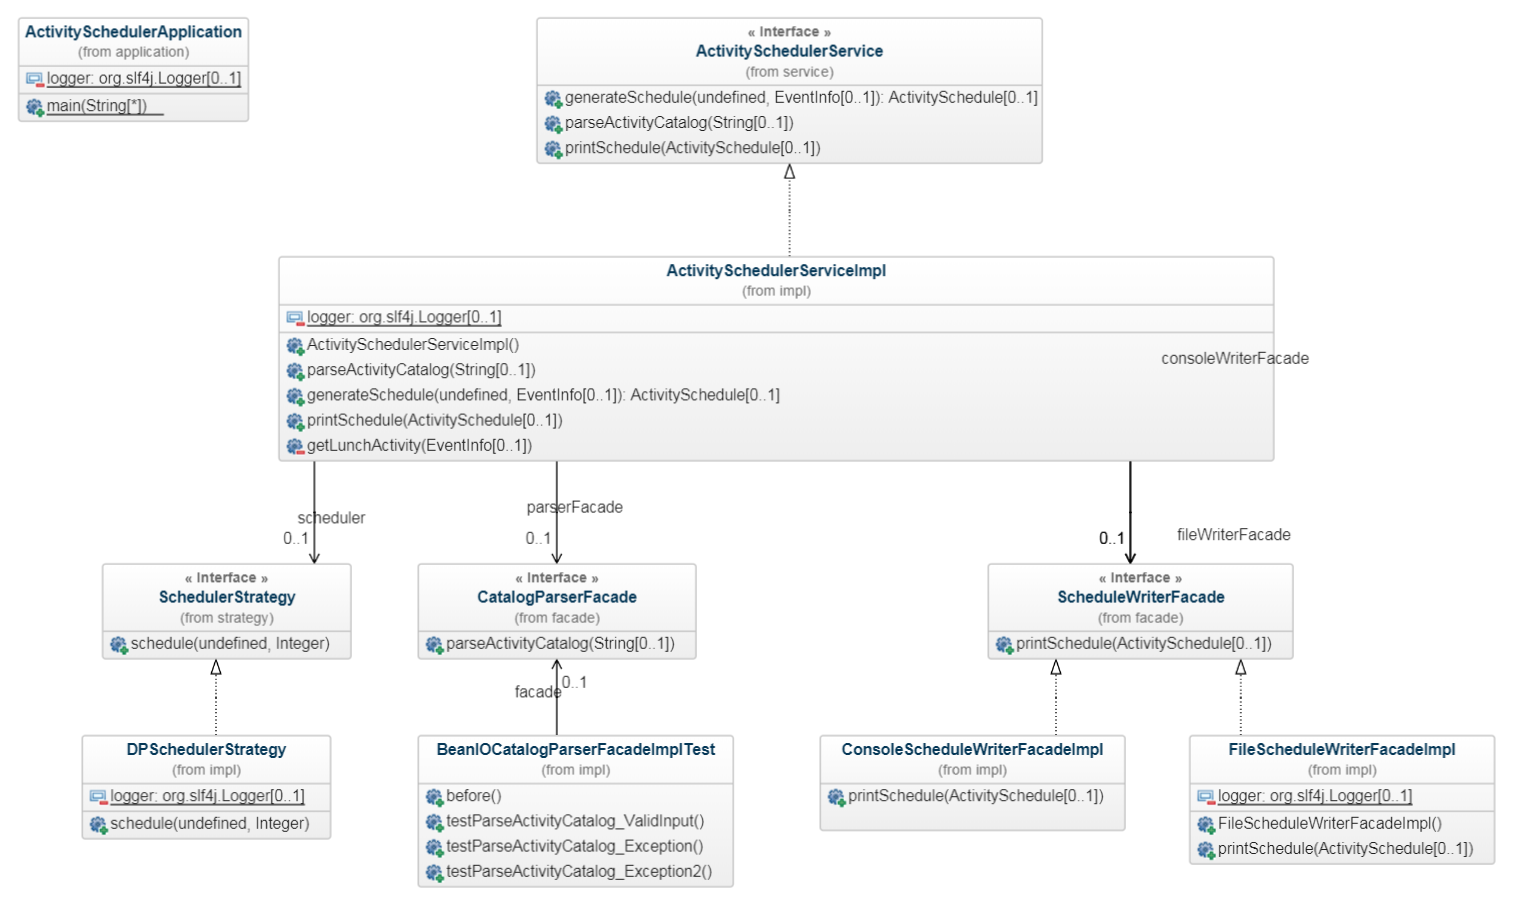 ActivitySchedulerApplication
(from application)
logger: org.slf4j.Logger[0..1]
main(String[*])
« Interface »
ActivitySchedulerService
(from service)
generateSchedule(undefined, EventInfo[0..1]): ActivitySchedule[0..1]
parseActivityCatalog(String[0..1])
printSchedule(ActivitySchedule[0..1])
ActivitySchedulerServiceImpl
(from impl)
logger: org.slf4j.Logger[0..1]
ActivitySchedulerServiceImpl()
parseActivityCatalog(String[0..1])
generateSchedule(undefined, EventInfo[0..1]): ActivitySchedule[0..1]
printSchedule(ActivitySchedule[0..1])
getLunchActivity(EventInfo[0..1])
consoleWriterFacade
scheduler
0..1
parserFacade
0..1
0..1
fileWriterFacade
« Interface »
SchedulerStrategy
(from strategy)
schedule(undefined, Integer)
« Interface »
CatalogParserFacade
(from facade)
parseActivityCatalog(String[0..1])
« Interface »
ScheduleWriterFacade
(from facade)
printSchedule(ActivitySchedule[0..1])
facade
0..1
DPSchedulerStrategy
(from impl)
logger: org.slf4j.Logger[0..1]
schedule(undefined, Integer)
BeanIOCatalogParserFacadeImplTest
(from impl)
before()
testParseActivityCatalog_ValidInput()
testParseActivityCatalog_Exception()
testParseActivityCatalog_Exception2()
ConsoleScheduleWriterFacadeImpl
(from impl)
printSchedule(ActivitySchedule[0..1])
FileScheduleWriterFacadeImpl
(from impl)
logger: org.slf4j.Logger[0..1]
FileScheduleWriterFacadeImpl()
printSchedule(ActivitySchedule[0..1])